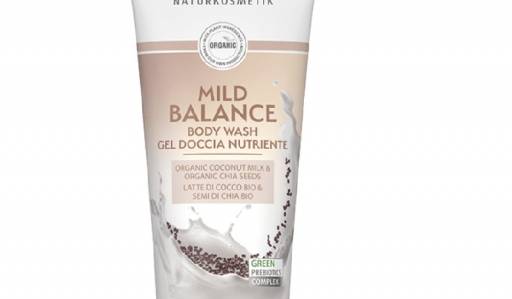 NATURKOSMETIK
ORGANIC
MILD
BALANCE
BODY WASH
GEL DOCCIA NUTRIENTE
ORGANIC COCONUT MILK &
ORGANIC CHIA SEEDS
LATTE DI COCCO BIO &
SEMI DI CHIA BIO
GREEN
PREBIOTICS
COMPLEX